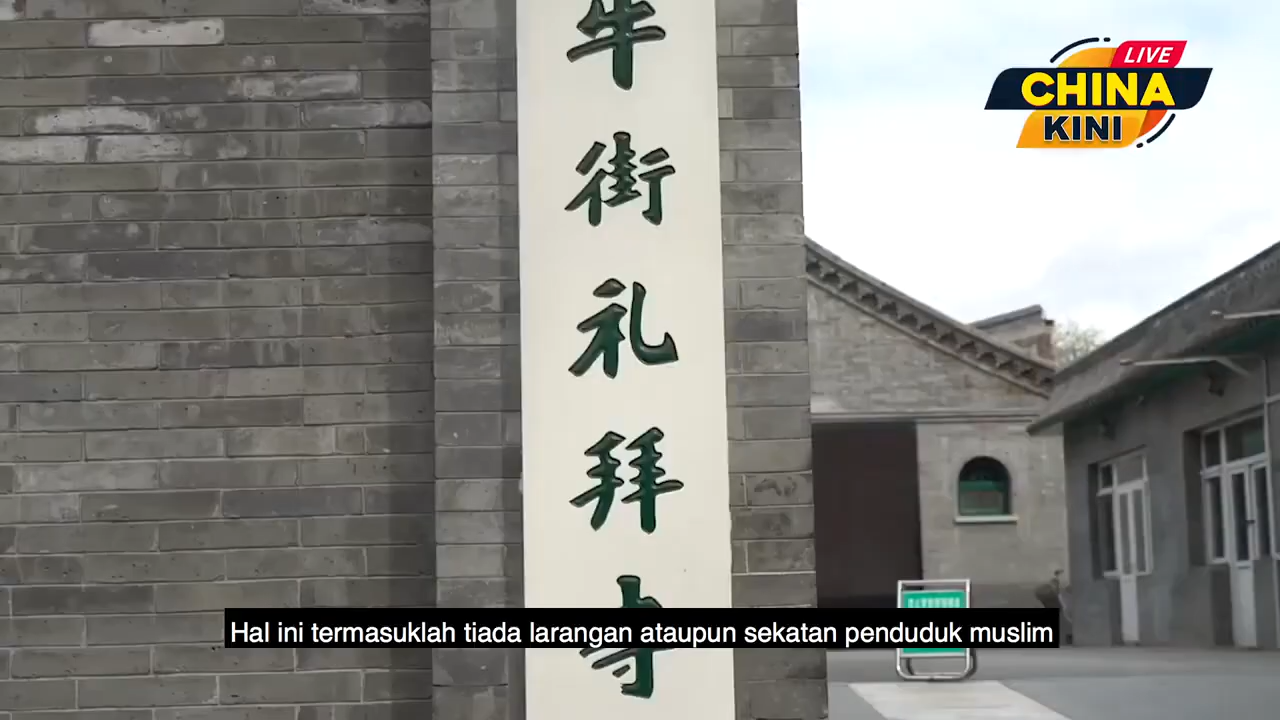 牛街礼拜寺
LIVE
CHINA
KINI
Hal ini termasuklah tiada larangan ataupun sekatan penduduk muslim